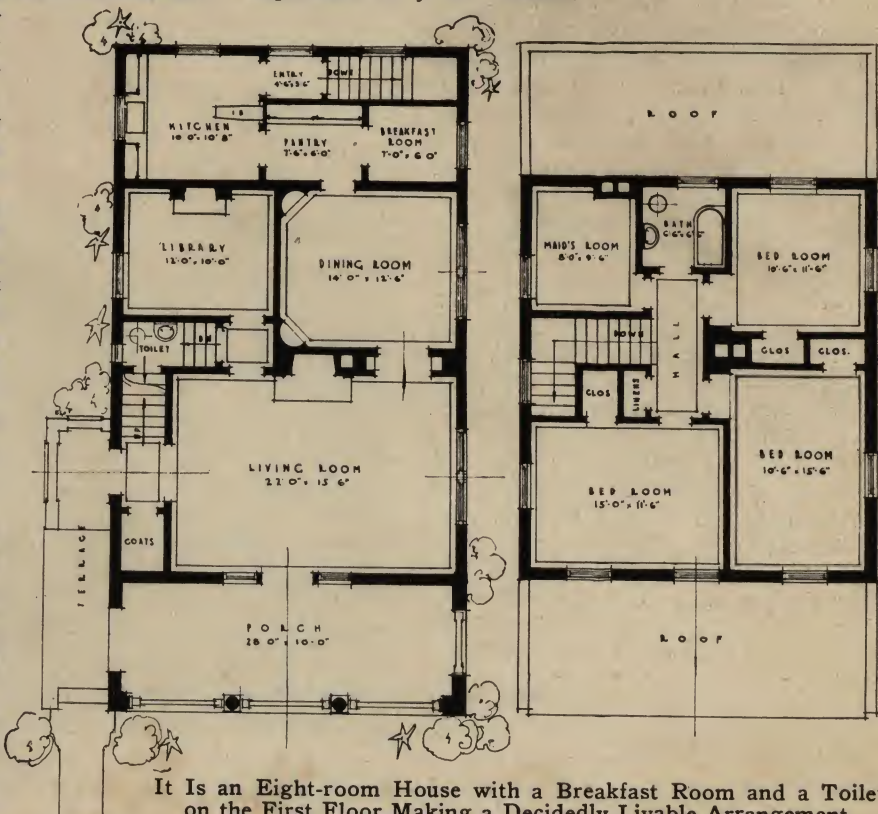 ENTRY
4'-6"x3'-6"
DOWN
KITCHEN
10'0"x10'8"
PANTRY
7'-6"x6'-0"
BREAKFAST
ROOM
7'-0"x6'0"
LIBRARY
12'-0"x10'-0"
DINING ROOM
14'0"x12'-6"
TOILET
DN
UP
LIVING ROOM
22'0"x15'6"
COATS
TERRACE
PORCH
28'0"x10'-0"
ROOF
MAID'S ROOM
8'0"x9'-6"
BATH
BED ROOM
10'-6"x11'-6"
DOWN
HALL
CLOS
CLOS.
CLOS
LINENS
BED ROOM
10'-6"x15'-6"
BED ROOM
15'-0"x11'-6"
ROOF
It Is an Eight-room House with a Breakfast Room and a Toile
on the First Floor Making a Decidedly Livable Arrangement